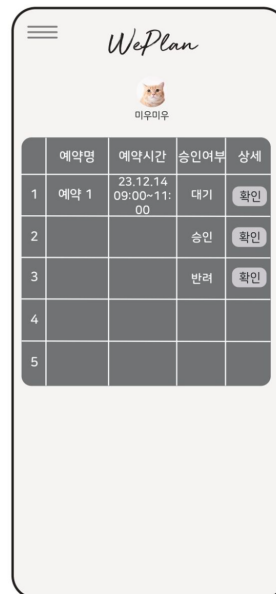 WePlan
미우미우
예약명 예약시간 승인여부 상세
1 예약 1 23.12.14 09:00~11:00 대기 확인
2 승인 확인
3 반려 확인
4
5